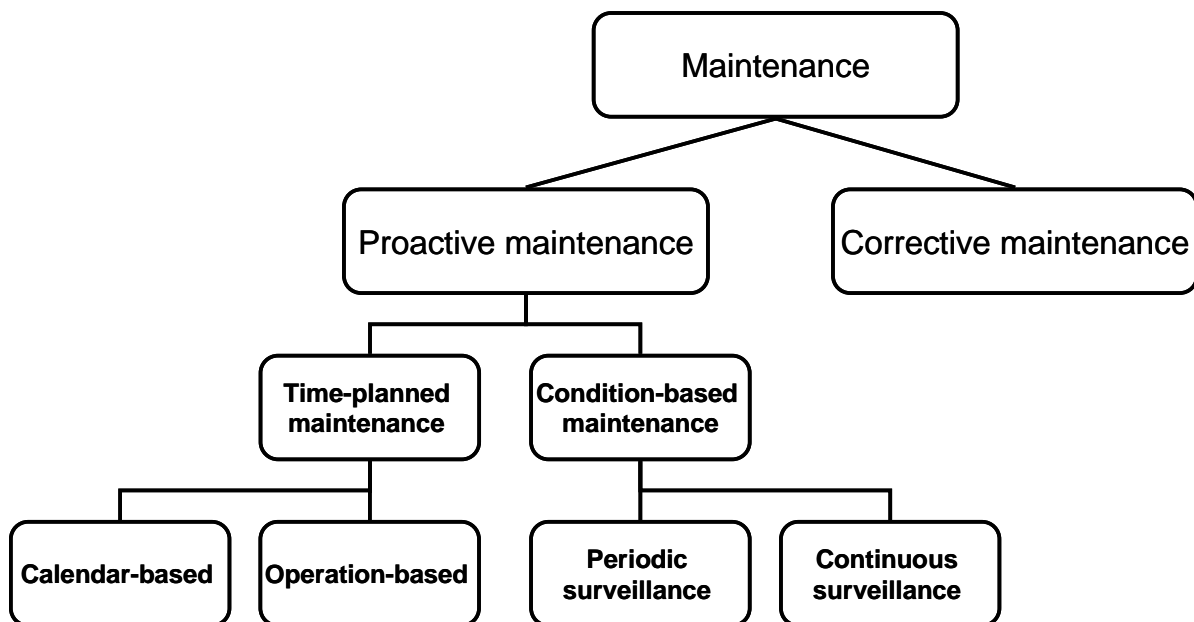 Maintenance
Proactive maintenance
Corrective maintenance
Time-planned
maintenance
Condition-based
maintenance
Calendar-based
Operation-based
Periodic
surveillance
Continuous
surveillance